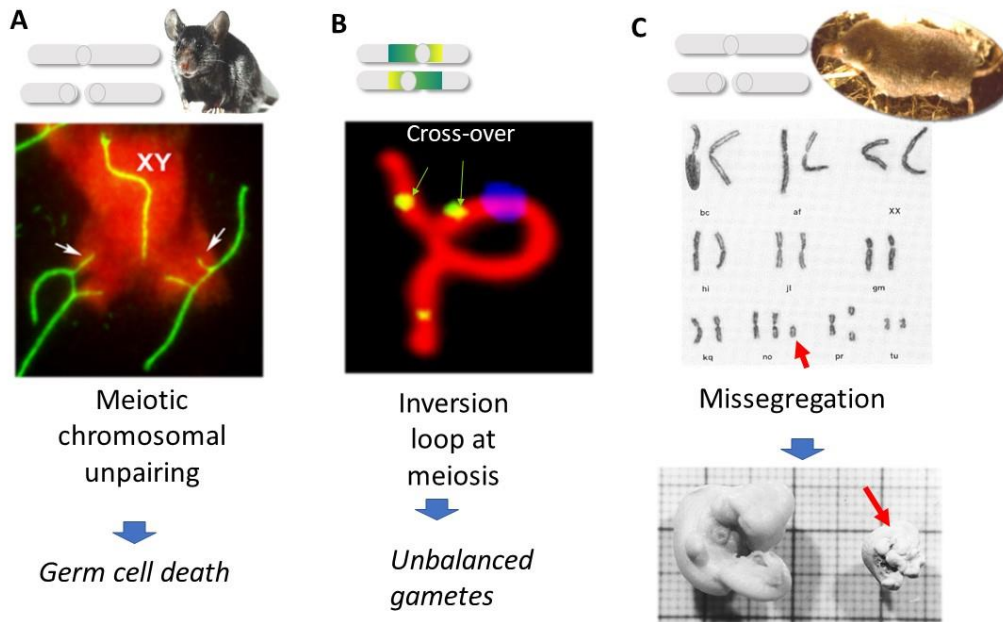 A
XY
Meiotic
chromosomal
unpairing
Germ cell death
B
Cross-over
Inversion
loop at
meiosis
Unbalanced
gametes
C
bc af XX
hi jl gm
kq no pr tu
Missegregation